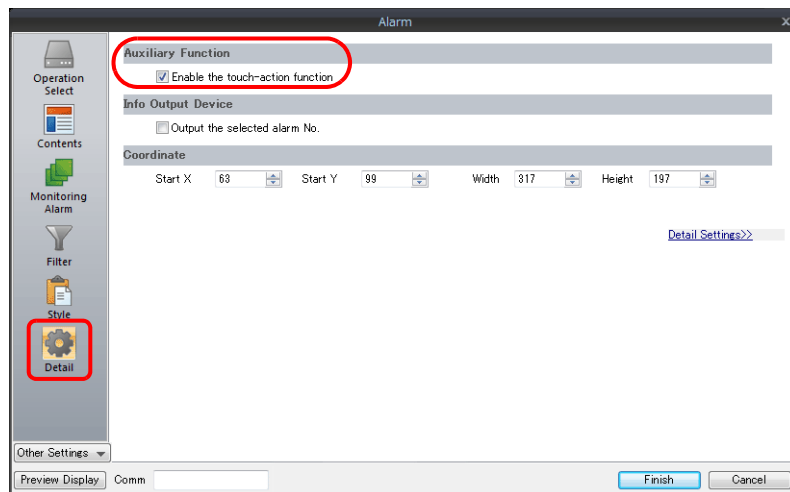 Alarm
x
Operation
Select
Contents
Monitoring
Alarm
Filter
Style
Detail
Other Settings
Auxiliary Function
Enable the touch-action function
Info Output Device
Output the selected alarm No.
Coordinate
Start X 63 Start Y 99 Width 317 Height 197
Detail Settings>>
Preview Display Comm Finish Cancel